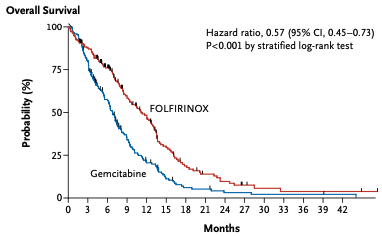 Overall Survival
Hazard ratio, 0.57 (95% CI, 0.45–0.73)
P<0.001 by stratified log-rank test
Probability (%)
100
75
50
25
0
FOLFIRINOX
Gemcitabine
0 3 6 9 12 15 18 21 24 27 30 33 36 39 42
Months